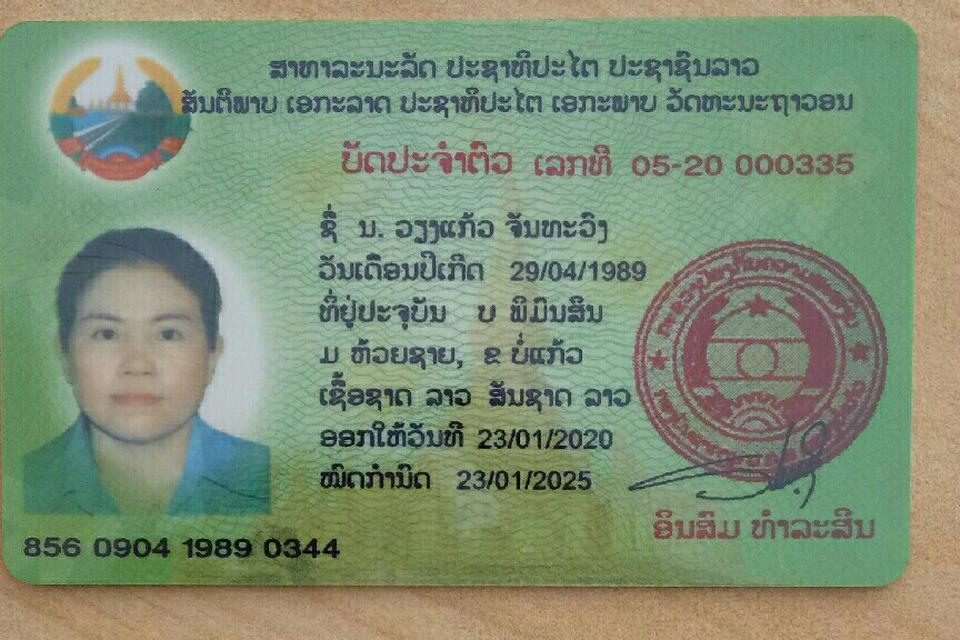 ສາທາລະນະລັດ ປະຊາທິປະໄຕ ປະຊາຊົນລາວ
ສັນຕິພາບ ເອກະລາດ ປະຊາທິປະໄຕ ເອກະພາບ ວັດທະນະຖາວອນ
ບັດປະຈຳຕົວ ເລກທີ 05-20 000335
ຊື່ ນ. ວຽງແກ້ວ ຈັນທະວົງ
ວັນເດືອນປີເກີດ 29/04/1989
ທີ່ຢູ່ປະຈຸບັນ ບ ພິມົນສິນ
ມ ຫ້ວຍຊາຍ, ຂ ບໍ່ແກ້ວ
ເຊື້ອຊາດ ລາວ ສັນຊາດ ລາວ
ອອກໃຫ້ວັນທີ 23/01/2020
ໝົດກຳນົດ 23/01/2025
ອິນສົມ ທຳລະສິນ
856 0904 1989 0344